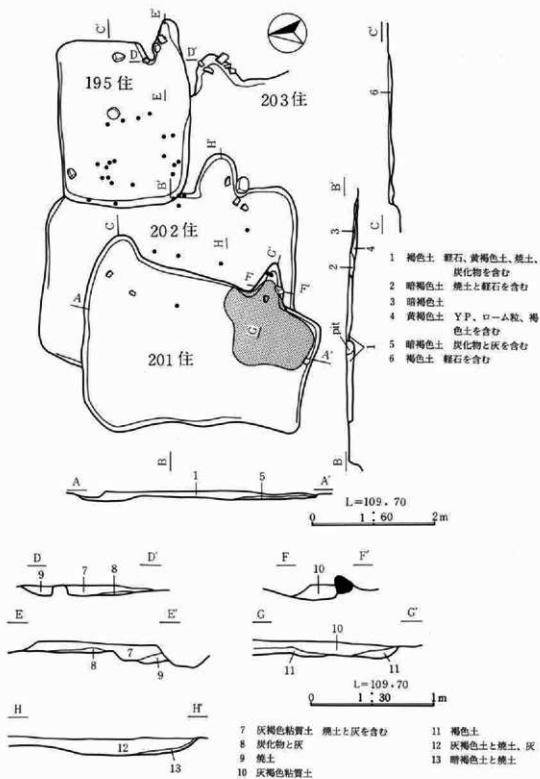 E'
C'
D
D'
195住
E
203住
H'
B'
202住
C
H
G'
F
F'
A
G
201住
A'
B
C'
6
B'
3
4
C
2
pit
1
B
1 褐色土 軽石、黄褐色土、焼土、
炭化物を含む
2 暗褐色土 焼土と軽石を含む
3 暗褐色土
4 黄褐色土 YP、ローム粒、褐
色土を含む
5 暗褐色土 炭化物と灰を含む
6 褐色土 軽石を含む
A 1 5 A'
L=109.70
0 1:60 2m
D D'
9 7 8
F F'
10
E E'
8 7 9
G G'
10
11 11
L=109.70
0 1:30 1m
H H'
12
13
7 灰褐色粘質土 焼土と灰を含む
8 炭化物と灰
9 焼土
10 灰褐色粘質土
11 褐色土
12 灰褐色土と焼土、灰
13 暗褐色土と焼土